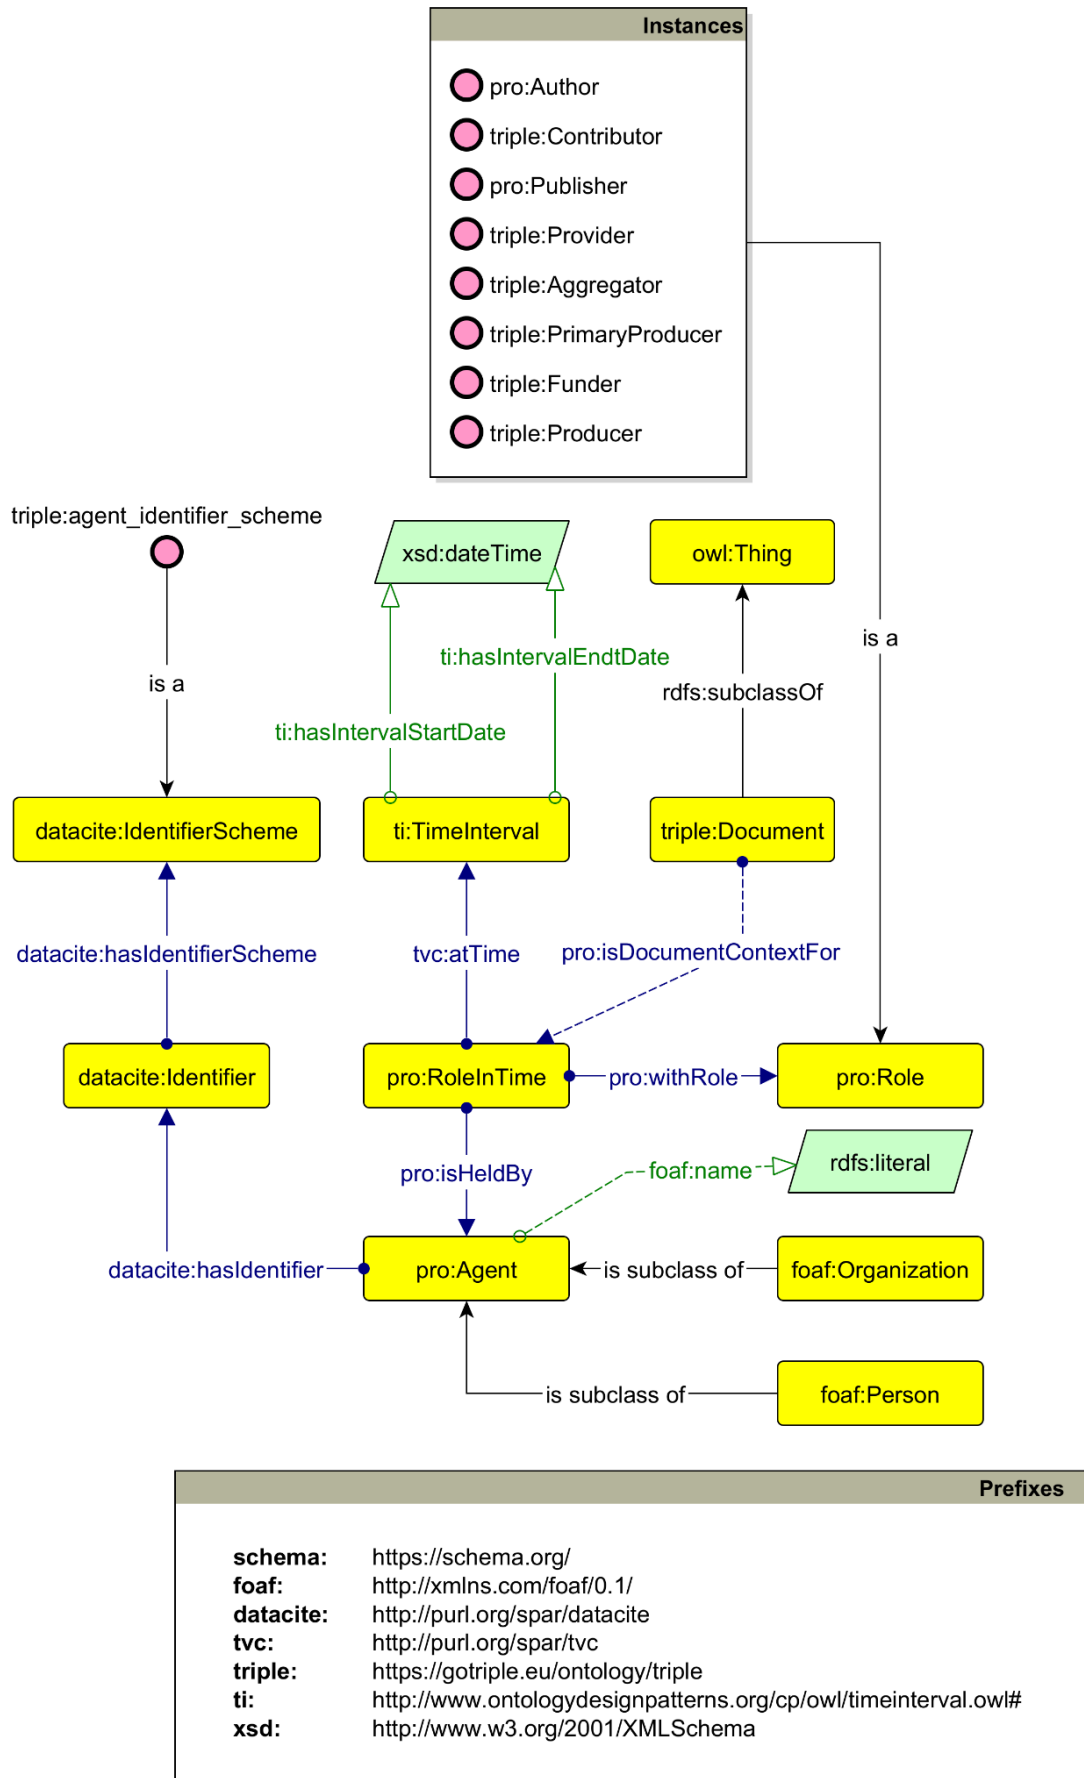 Instances
pro:Author
triple:Contributor
pro:Publisher
triple:Provider
triple:Aggregator
triple:PrimaryProducer
triple:Funder
triple:Producer
triple:agent_identifier_scheme
xsd:dateTime
owl:Thing
is a
ti:hasIntervalEndtDate
rdfs:subclassOf
is a
ti:hasIntervalStartDate
datacite:IdentifierScheme
ti:TimeInterval
triple:Document
datacite:hasIdentifierScheme
tvc:atTime
pro:isDocumentContextFor
datacite:Identifier
pro:RoleInTime
pro:withRole
pro:Role
pro:isHeldBy
foaf:name
rdfs:literal
datacite:hasIdentifier
pro:Agent
is subclass of
foaf:Organization
is subclass of
foaf:Person
Prefixes
schema: https://schema.org/
foaf: http://xmlns.com/foaf/0.1/
datacite: http://purl.org/spar/datacite
tvc: http://purl.org/spar/tvc
triple: https://gotriple.eu/ontology/triple
ti: http://www.ontologydesignpatterns.org/cp/owl/timeinterval.owl#
xsd: http://www.w3.org/2001/XMLSchema